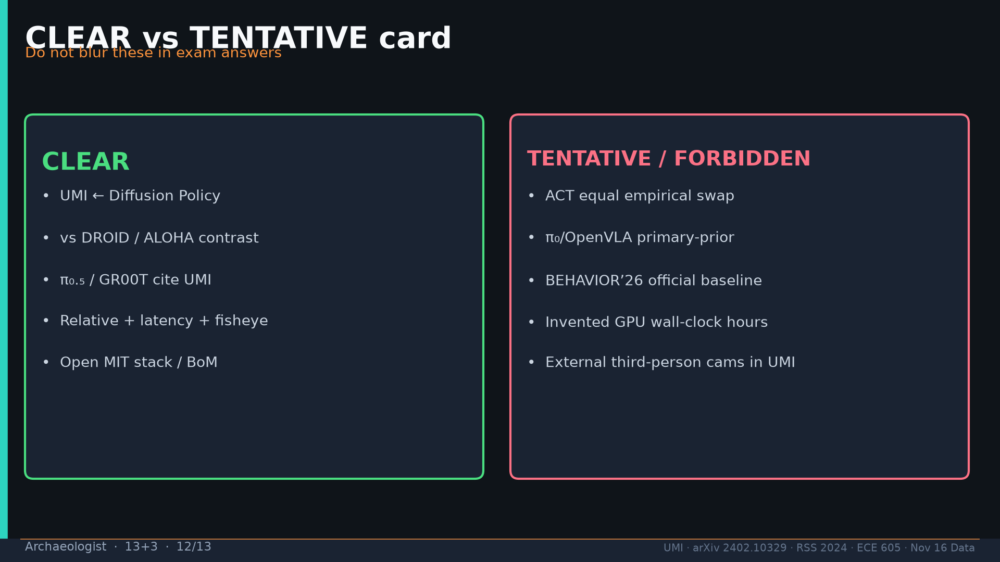 CLEAR vs TENTATIVE card
Do not blur these in exam answers
CLEAR
• UMI ← Diffusion Policy
• vs DROID / ALOHA contrast
• π₀.₅ / GR00T cite UMI
• Relative + latency + fisheye
• Open MIT stack / BoM
TENTATIVE / FORBIDDEN
• ACT equal empirical swap
• π₀/OpenVLA primary-prior
• BEHAVIOR’26 official baseline
• Invented GPU wall-clock hours
• External third-person cams in UMI
Archaeologist · 13+3 · 12/13
UMI · arXiv 2402.10329 · RSS 2024 · ECE 605 · Nov 16 Data